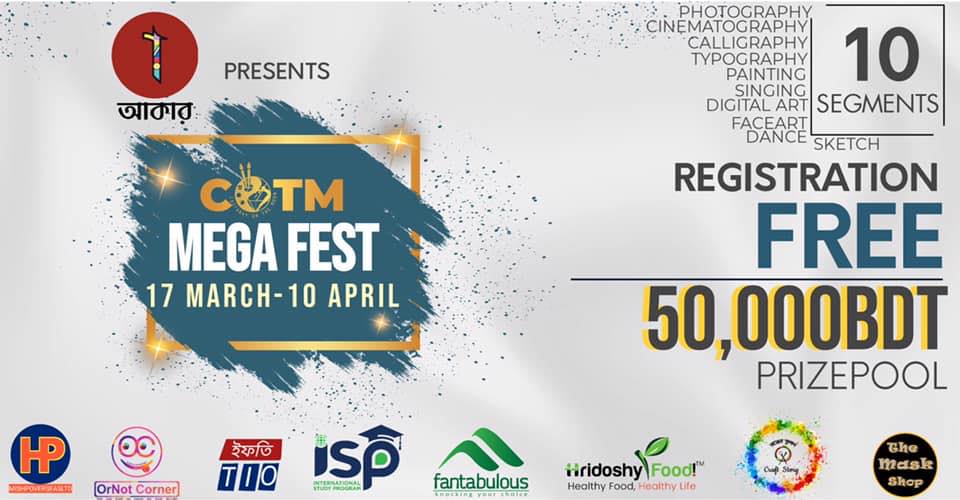 আকার
PRESENTS
COTM
MEGA FEST
17 MARCH-10 APRIL
PHOTOGRAPHY
CINEMATOGRAPHY
CALLIGRAPHY
TYPOGRAPHY
PAINTING
SINGING
DIGITAL ART
FACEART
DANCE
SKETCH
10
SEGMENTS
REGISTRATION
FREE
50,000BDT
PRIZEPOOL
HP
OrNot Corner
ইফতি
TIO
isp
INTERNATIONAL
STUDY PROGRAM
fantabulous
knocking your choice.
Hridoshy Food!™
Healthy Food, Healthy Life
Craft Story
The
Mask
Shop